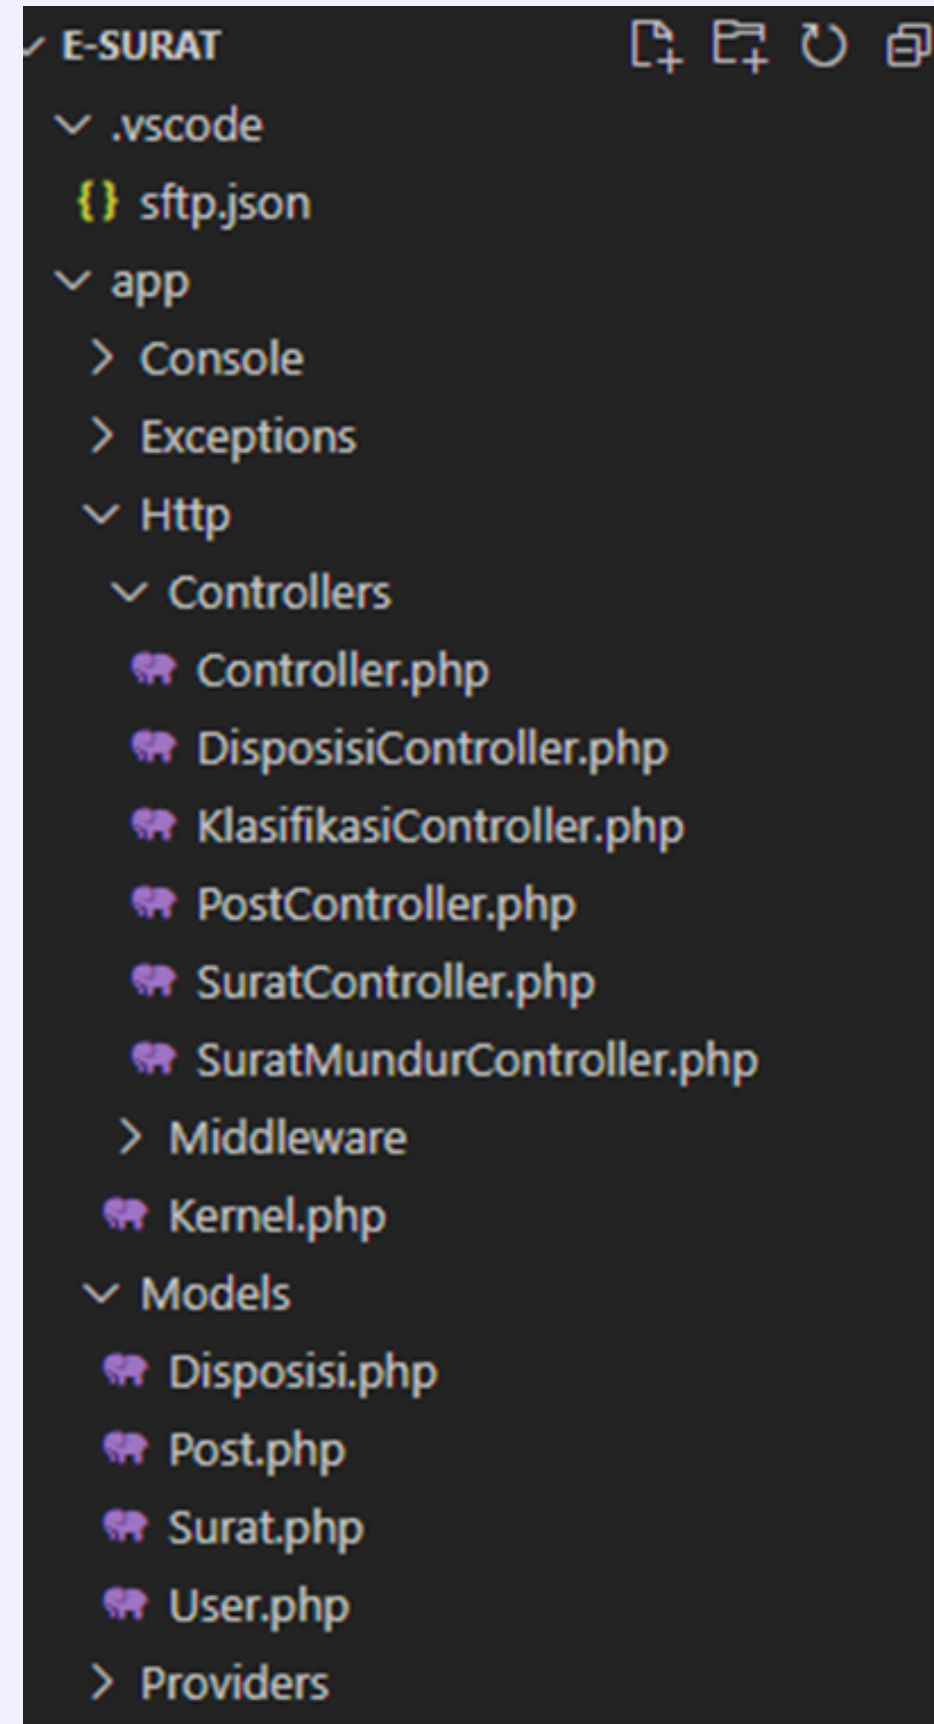 E-SURAT
.vscode
{} sftp.json
app
Console
Exceptions
Http
Controllers
Controller.php
DisposisiController.php
KlasifikasiController.php
PostController.php
SuratController.php
SuratMundurController.php
Middleware
Kernel.php
Models
Disposisi.php
Post.php
Surat.php
User.php
Providers